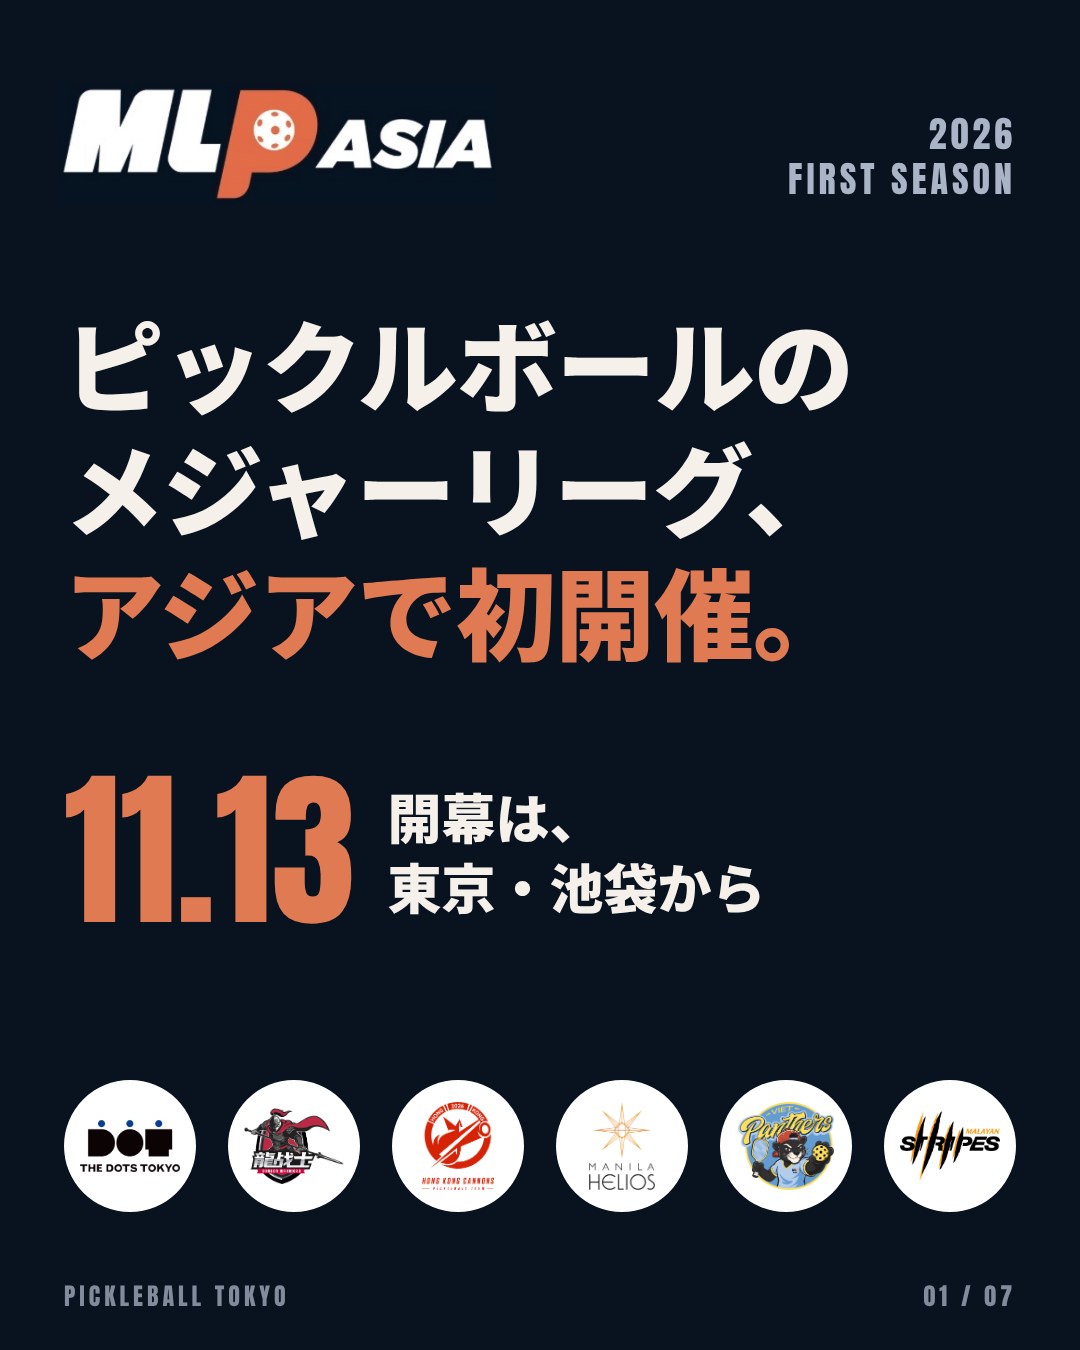 MLP ASIA
2026
FIRST SEASON
ピックルボールの
メジャーリーグ、
アジアで初開催。
11.13
開幕は、
東京・池袋から
DOT
THE DOTS TOKYO
龍战士
HONG KONG CANNONS
PICKLEBALL TEAM
MANILA
HELIOS
VIET
Panthers
MALAYAN
STRIPES
PICKLEBALL TOKYO
01 / 07